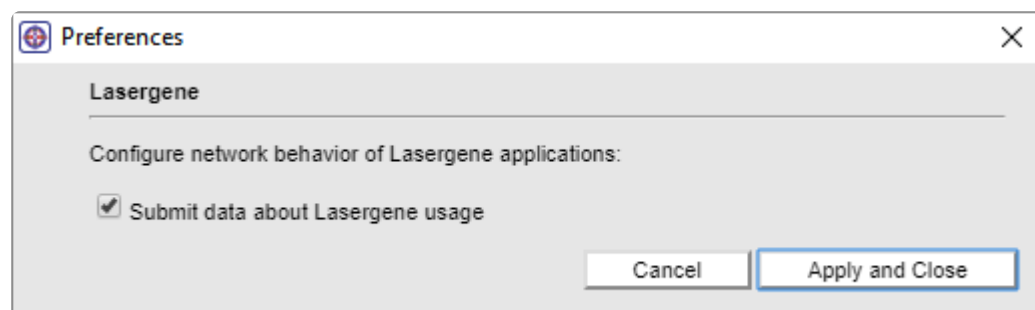 Preferences
Lasergene
Configure network behavior of Lasergene applications:
Submit data about Lasergene usage
Cancel Apply and Close